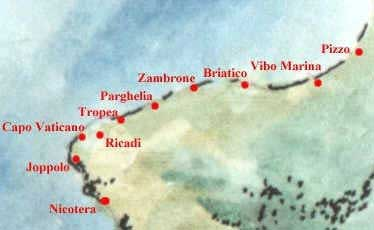 Pizzo
Vibo Marina
Briatico
Zambrone
Parghelia
Tropea
Capo Vaticano
Ricadi
Joppolo
Nicotera